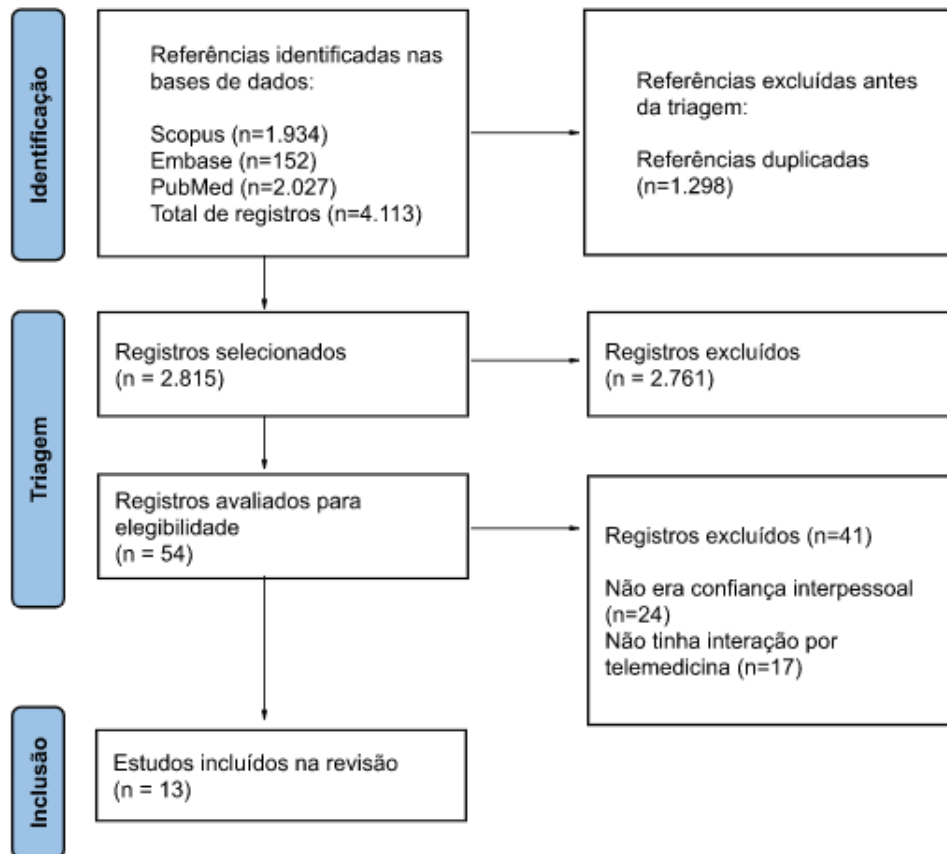 Identificação
Referências identificadas nas
bases de dados:
Scopus (n=1.934)
Embase (n=152)
PubMed (n=2.027)
Total de registros (n=4.113)
Referências excluídas antes
da triagem:
Referências duplicadas
(n=1.298)
Triagem
Registros selecionados
(n = 2.815)
Registros excluídos
(n = 2.761)
Registros avaliados para
elegibilidade
(n = 54)
Registros excluídos (n=41)
Não era confiança interpessoal
(n=24)
Não tinha interação por
telemedicina (n=17)
Inclusão
Estudos incluídos na revisão
(n = 13)